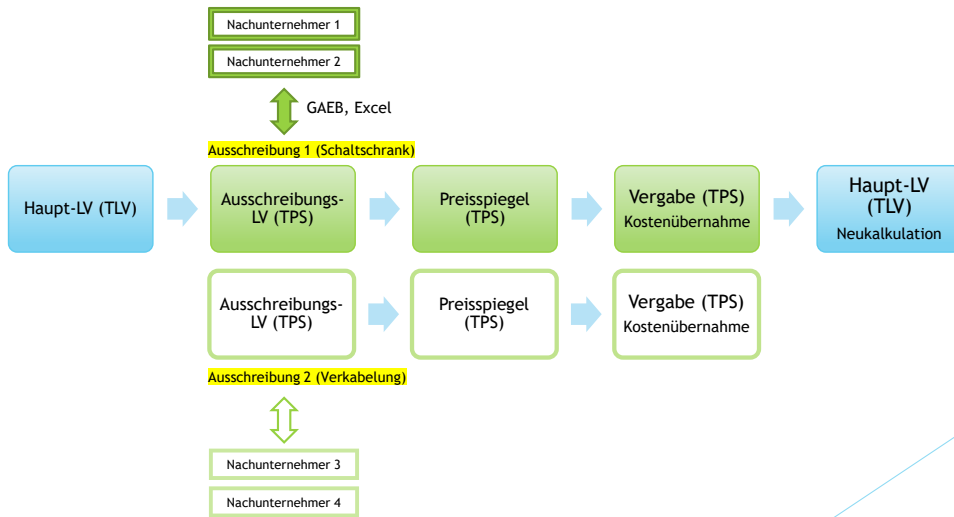 Nachunternehmer 1
Nachunternehmer 2
GAEB, Excel
Ausschreibung 1 (Schaltschrank)
Haupt-LV (TLV)
Ausschreibungs-
LV (TPS)
Preisspiegel
(TPS)
Vergabe (TPS)
Kostenübernahme
Haupt-LV
(TLV)
Neukalkulation
Ausschreibungs-
LV (TPS)
Preisspiegel
(TPS)
Vergabe (TPS)
Kostenübernahme
Ausschreibung 2 (Verkabelung)
Nachunternehmer 3
Nachunternehmer 4